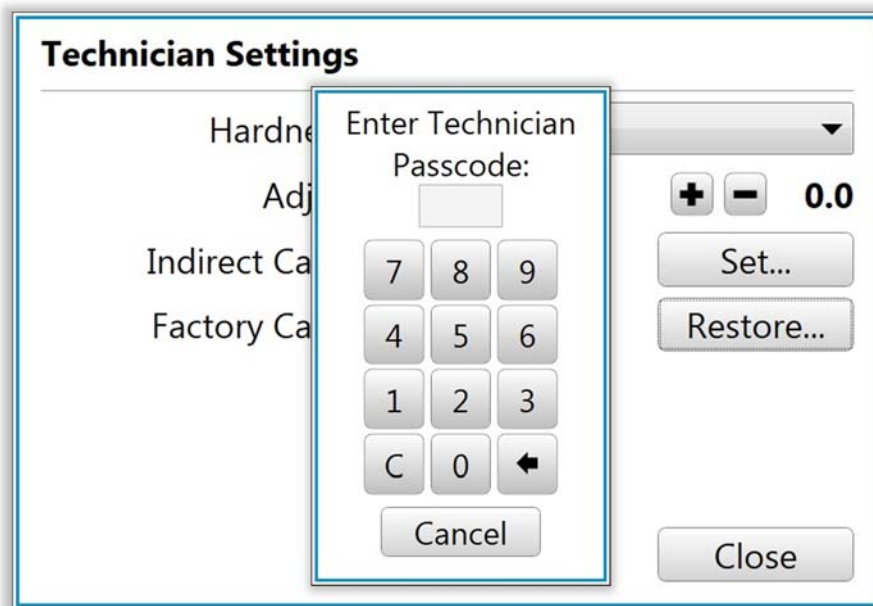 Technician Settings
Enter Technician
Passcode:
Adj
+ - 0.0
Indirect Ca
Set...
Factory Ca
Restore...
7 8 9
4 5 6
1 2 3
C 0
Cancel
Close